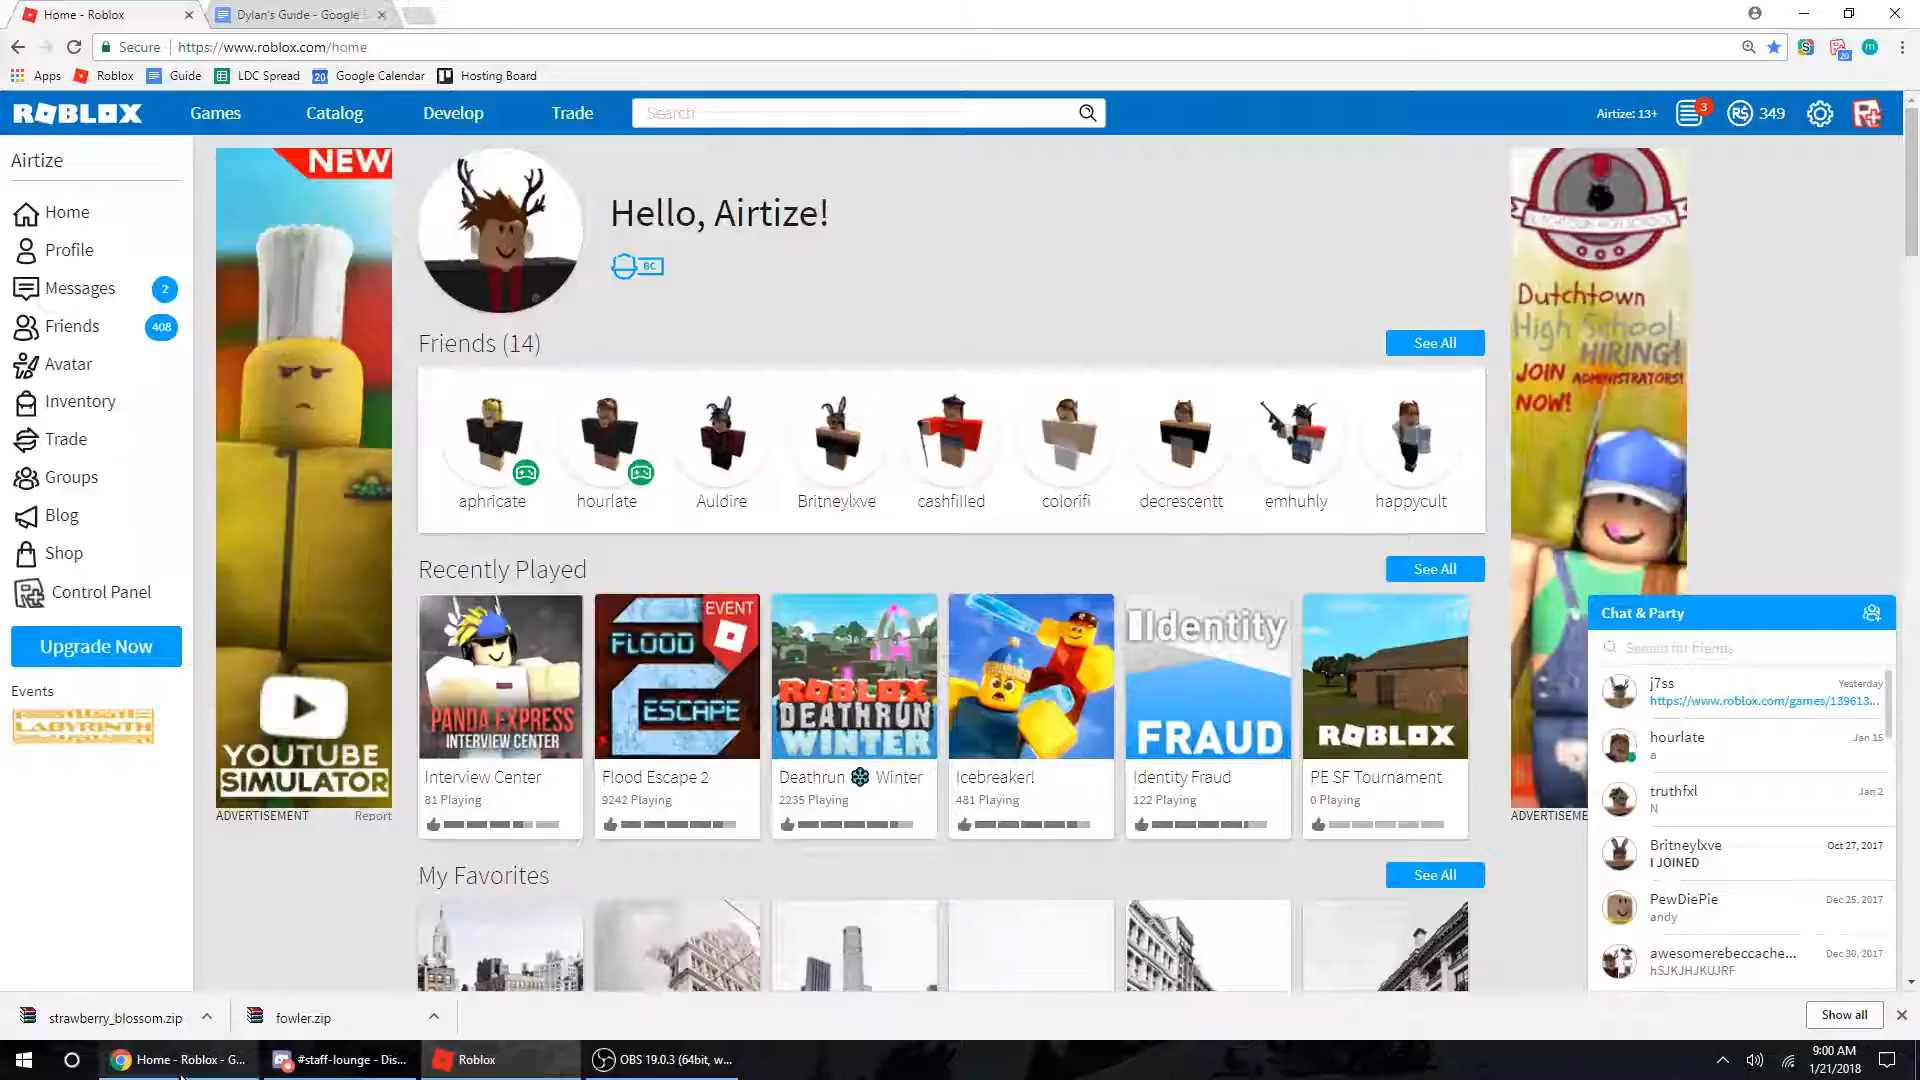 Home - Roblox
Dylan's Guide - Google
Secure
https://www.roblox.com/home
20
m
Apps
Roblox
Guide
LDC Spread
20
Google Calendar
Hosting Board
ROBLOX
Games
Catalog
Develop
Trade
Search
Airtize: 13+
3
R$ 349
Airtize
Home
Profile
Messages
2
Friends
408
Avatar
Inventory
Trade
Groups
Blog
Shop
Control Panel
Upgrade Now
Events
LABYRINTH
NEW
YOUTUBE
SIMULATOR
ADVERTISEMENT
Report
Hello, Airtize!
BC
Friends (14)
See All
aphricate
hourlate
Auldire
Britneylxve
cashfilled
colorifi
decrescentt
emhuhly
happycult
Recently Played
See All
PANDA EXPRESS
INTERVIEW CENTER
Interview Center
81 Playing
EVENT
FLOOD
2
ESCAPE
Flood Escape 2
9242 Playing
ROBLOX
DEATHRUN
WINTER
Deathrun ❄ Winter
2235 Playing
Icebreaker!
481 Playing
Identity
FRAUD
Identity Fraud
122 Playing
ROBLOX
PE SF Tournament
0 Playing
My Favorites
See All
DUTCHTOWN HIGH SCHOOL
Dutchtown
High School
HIRING!
JOIN ADMINISTRATORS!
NOW!
ADVERTISEME
Chat & Party
Search for friends
j7ss
Yesterday
https://www.roblox.com/games/139613...
hourlate
Jan 15
a
truthfxl
Jan 2
N
Britneylxve
Oct 27, 2017
I JOINED
PewDiePie
Dec 25, 2017
andy
awesomerebeccache...
Dec 30, 2017
hSJKJHJKUJRF
strawberry_blossom.zip
fowler.zip
Show all
Home - Roblox - G...
#staff-lounge - Dis...
Roblox
OBS 19.0.3 (64bit, w...
9:00 AM
1/21/2018